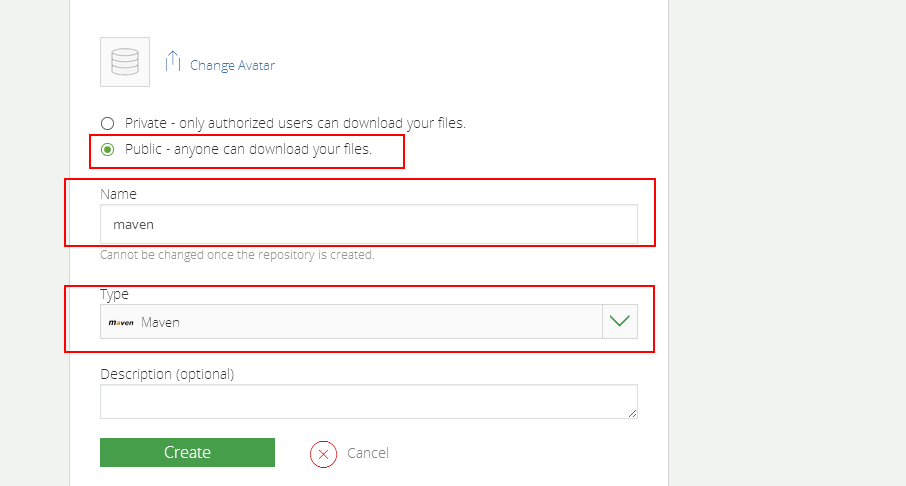 Change Avatar
Private - only authorized users can download your files.
Public - anyone can download your files.
Name
maven
Cannot be changed once the repository is created.
Type
maven Maven
Description (optional)
Create Cancel